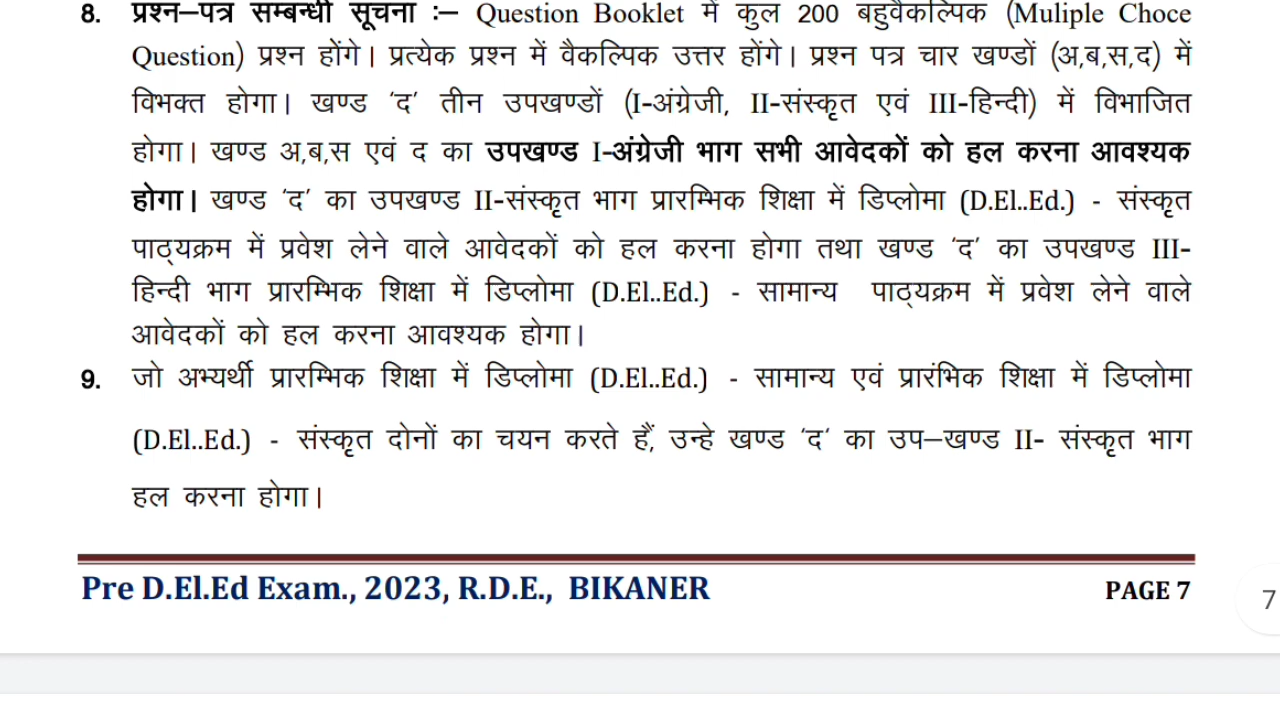 8. प्रश्न–पत्र सम्बन्धी सूचना :– Question Booklet में कुल 200 बहुवैकल्पिक (Muliple Choce
Question) प्रश्न होंगे। प्रत्येक प्रश्न में वैकल्पिक उत्तर होंगे। प्रश्न पत्र चार खण्डों (अ,ब,स,द) में
विभक्त होगा। खण्ड ‘द’ तीन उपखण्डों (I-अंग्रेजी, II-संस्कृत एवं III-हिन्दी) में विभाजित
होगा। खण्ड अ,ब,स एवं द का उपखण्ड I-अंग्रेजी भाग सभी आवेदकों को हल करना आवश्यक
होगा। खण्ड ‘द’ का उपखण्ड II-संस्कृत भाग प्रारम्भिक शिक्षा में डिप्लोमा (D.El..Ed.) - संस्कृत
पाठ्यक्रम में प्रवेश लेने वाले आवेदकों को हल करना होगा तथा खण्ड ‘द’ का उपखण्ड III-
हिन्दी भाग प्रारम्भिक शिक्षा में डिप्लोमा (D.El..Ed.) - सामान्य पाठ्यक्रम में प्रवेश लेने वाले
आवेदकों को हल करना आवश्यक होगा।
9. जो अभ्यर्थी प्रारम्भिक शिक्षा में डिप्लोमा (D.El..Ed.) - सामान्य एवं प्रारंभिक शिक्षा में डिप्लोमा
(D.El..Ed.) - संस्कृत दोनों का चयन करते हैं, उन्हे खण्ड ‘द’ का उप–खण्ड II- संस्कृत भाग
हल करना होगा।
Pre D.El.Ed Exam., 2023, R.D.E., BIKANER PAGE 7
7